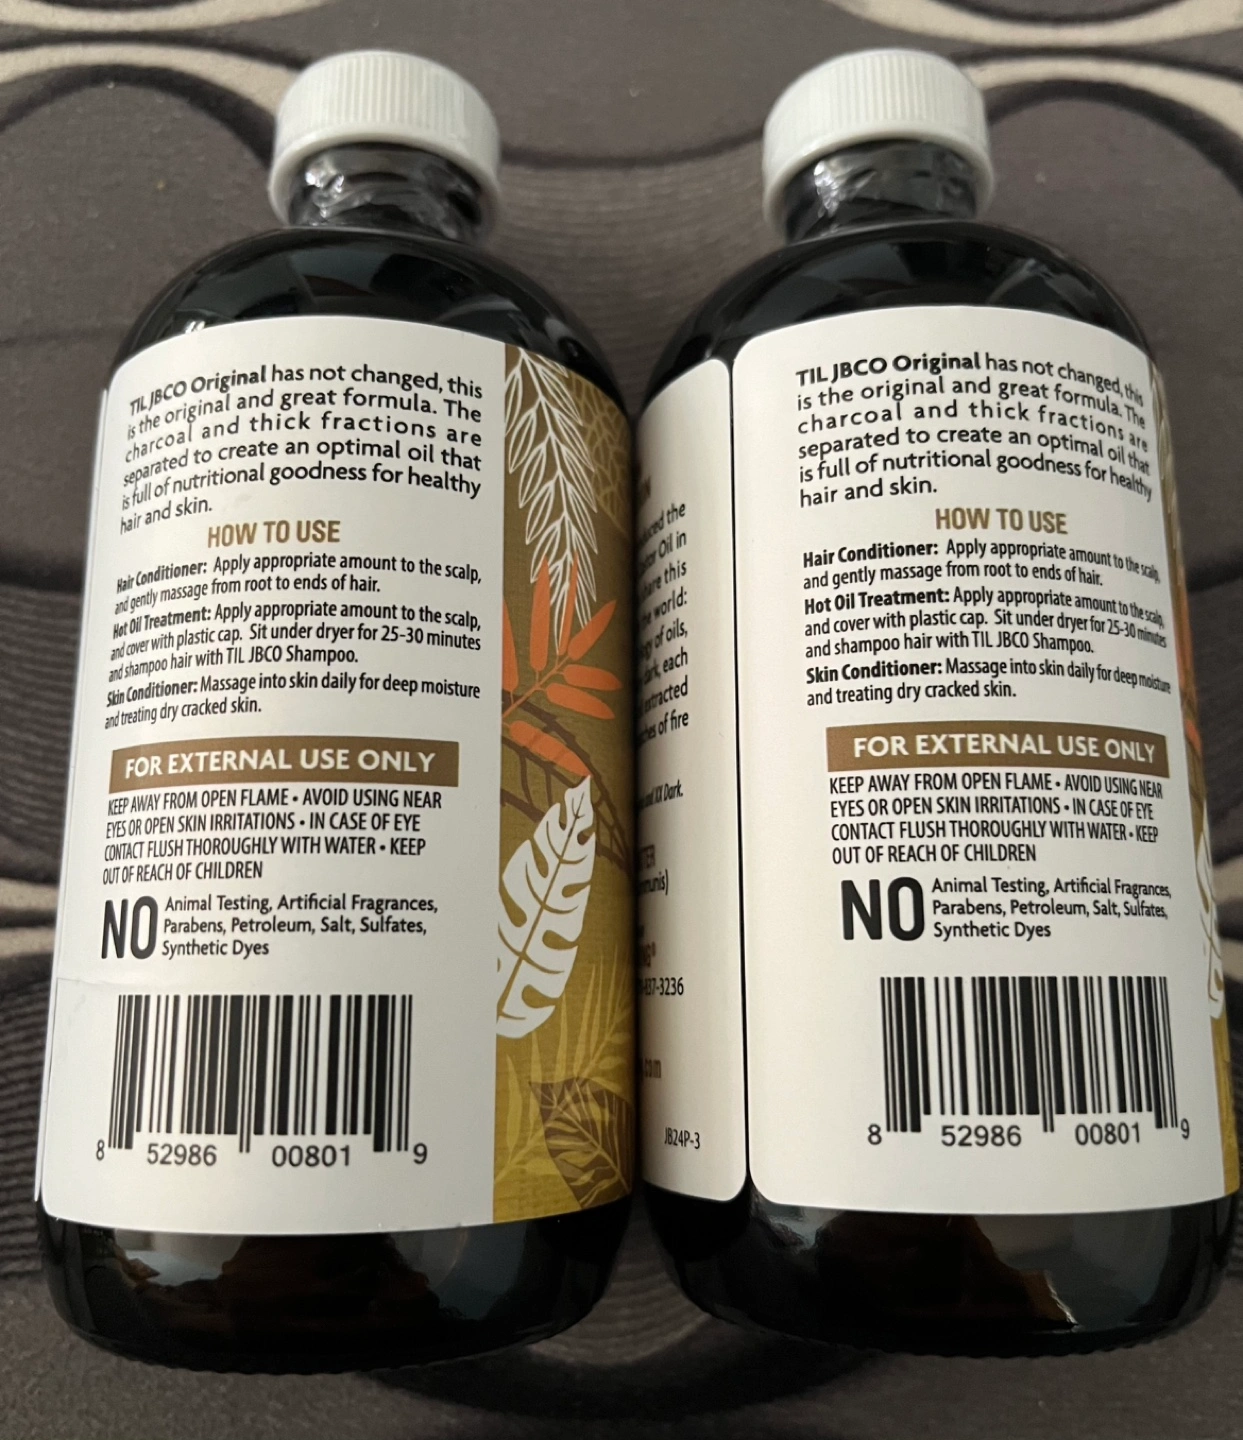 TIL JBCO Original has not changed, this
is the original and great formula. The
charcoal and thick fractions are
separated to create an optimal oil that
is full of nutritional goodness for healthy
hair and skin.
HOW TO USE
Hair Conditioner: Apply appropriate amount to the scalp,
and gently massage from root to ends of hair.
Hot Oil Treatment: Apply appropriate amount to the scalp,
and cover with plastic cap. Sit under dryer for 25-30 minutes
and shampoo hair with TIL JBCO Shampoo.
Skin Conditioner: Massage into skin daily for deep moisture
and treating dry cracked skin.
FOR EXTERNAL USE ONLY
KEEP AWAY FROM OPEN FLAME • AVOID USING NEAR
EYES OR OPEN SKIN IRRITATIONS • IN CASE OF EYE
CONTACT FLUSH THOROUGHLY WITH WATER • KEEP
OUT OF REACH OF CHILDREN
NO Animal Testing, Artificial Fragrances,
Parabens, Petroleum, Salt, Sulfates,
Synthetic Dyes
8 52986 00801 9
the
Oil in
this
the world:
of oils,
dark, each
extracted
of fire
and XX Dark.
-837-3236
JB24P-3
TIL JBCO Original has not changed, this
is the original and great formula. The
charcoal and thick fractions are
separated to create an optimal oil that
is full of nutritional goodness for healthy
hair and skin.
HOW TO USE
Hair Conditioner: Apply appropriate amount to the scalp,
and gently massage from root to ends of hair.
Hot Oil Treatment: Apply appropriate amount to the scalp,
and cover with plastic cap. Sit under dryer for 25-30 minutes
and shampoo hair with TIL JBCO Shampoo.
Skin Conditioner: Massage into skin daily for deep moisture
and treating dry cracked skin.
FOR EXTERNAL USE ONLY
KEEP AWAY FROM OPEN FLAME • AVOID USING NEAR
EYES OR OPEN SKIN IRRITATIONS • IN CASE OF EYE
CONTACT FLUSH THOROUGHLY WITH WATER • KEEP
OUT OF REACH OF CHILDREN
NO Animal Testing, Artificial Fragrances,
Parabens, Petroleum, Salt, Sulfates,
Synthetic Dyes
8 52986 00801 9